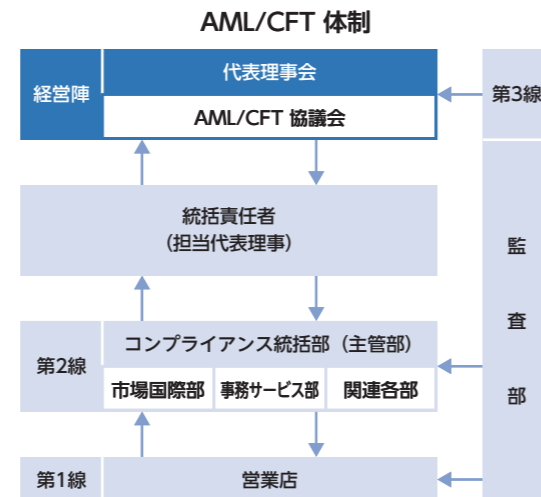 AML/CFT 体制
経営陣
代表理事会
AML/CFT 協議会
第3線
監査部
統括責任者
(担当代表理事)
第2線
コンプライアンス統括部（主管部）
市場国際部
事務サービス部
関連各部
第1線
営業店